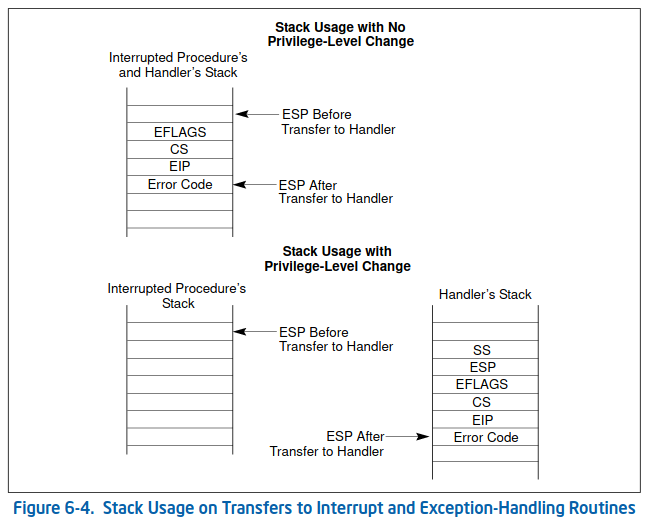 Stack Usage with No
Privilege-Level Change
Interrupted Procedure's
and Handler's Stack
ESP Before
Transfer to Handler
EFLAGS
CS
EIP
Error Code
ESP After
Transfer to Handler
Stack Usage with
Privilege-Level Change
Interrupted Procedure's
Stack
Handler's Stack
ESP Before
Transfer to Handler
SS
ESP
EFLAGS
CS
EIP
ESP After
Transfer to Handler
Error Code
Figure 6-4. Stack Usage on Transfers to Interrupt and Exception-Handling Routines